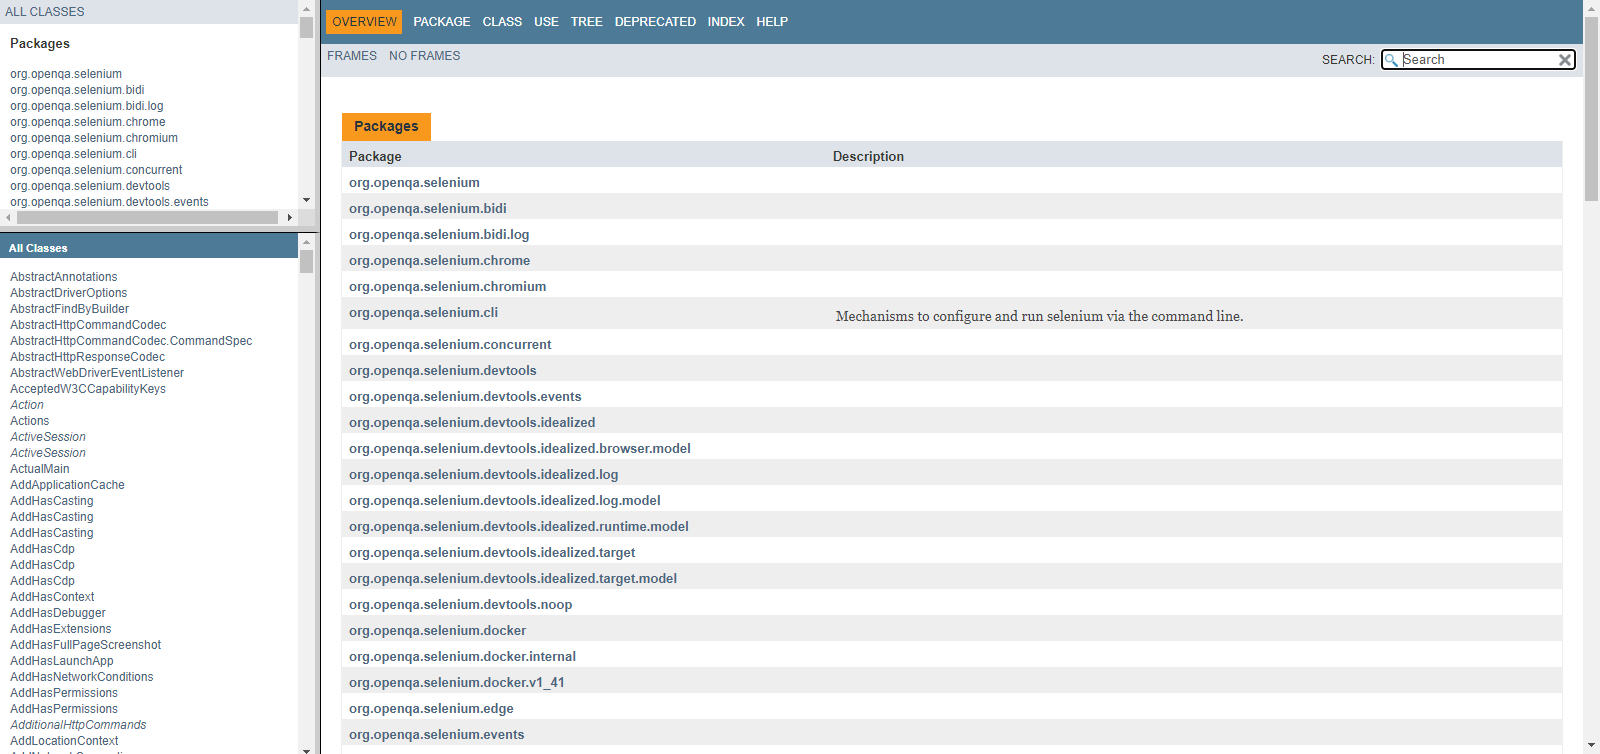 ALL CLASSES
Packages
org.openqa.selenium
org.openqa.selenium.bidi
org.openqa.selenium.bidi.log
org.openqa.selenium.chrome
org.openqa.selenium.chromium
org.openqa.selenium.cli
org.openqa.selenium.concurrent
org.openqa.selenium.devtools
org.openqa.selenium.devtools.events
All Classes
AbstractAnnotations
AbstractDriverOptions
AbstractFindByBuilder
AbstractHttpCommandCodec
AbstractHttpCommandCodec.CommandSpec
AbstractHttpResponseCodec
AbstractWebDriverEventListener
AcceptedW3CCapabilityKeys
Action
Actions
ActiveSession
ActiveSession
ActualMain
AddApplicationCache
AddHasCasting
AddHasCasting
AddHasCasting
AddHasCdp
AddHasCdp
AddHasCdp
AddHasContext
AddHasDebugger
AddHasExtensions
AddHasFullPageScreenshot
AddHasLaunchApp
AddHasNetworkConditions
AddHasPermissions
AddHasPermissions
AdditionalHttpCommands
AddLocationContext
OVERVIEW PACKAGE CLASS USE TREE DEPRECATED INDEX HELP
FRAMES NO FRAMES
SEARCH: Search
Packages
Package Description
org.openqa.selenium
org.openqa.selenium.bidi
org.openqa.selenium.bidi.log
org.openqa.selenium.chrome
org.openqa.selenium.chromium
org.openqa.selenium.cli Mechanisms to configure and run selenium via the command line.
org.openqa.selenium.concurrent
org.openqa.selenium.devtools
org.openqa.selenium.devtools.events
org.openqa.selenium.devtools.idealized
org.openqa.selenium.devtools.idealized.browser.model
org.openqa.selenium.devtools.idealized.log
org.openqa.selenium.devtools.idealized.log.model
org.openqa.selenium.devtools.idealized.runtime.model
org.openqa.selenium.devtools.idealized.target
org.openqa.selenium.devtools.idealized.target.model
org.openqa.selenium.devtools.noop
org.openqa.selenium.docker
org.openqa.selenium.docker.internal
org.openqa.selenium.docker.v1_41
org.openqa.selenium.edge
org.openqa.selenium.events